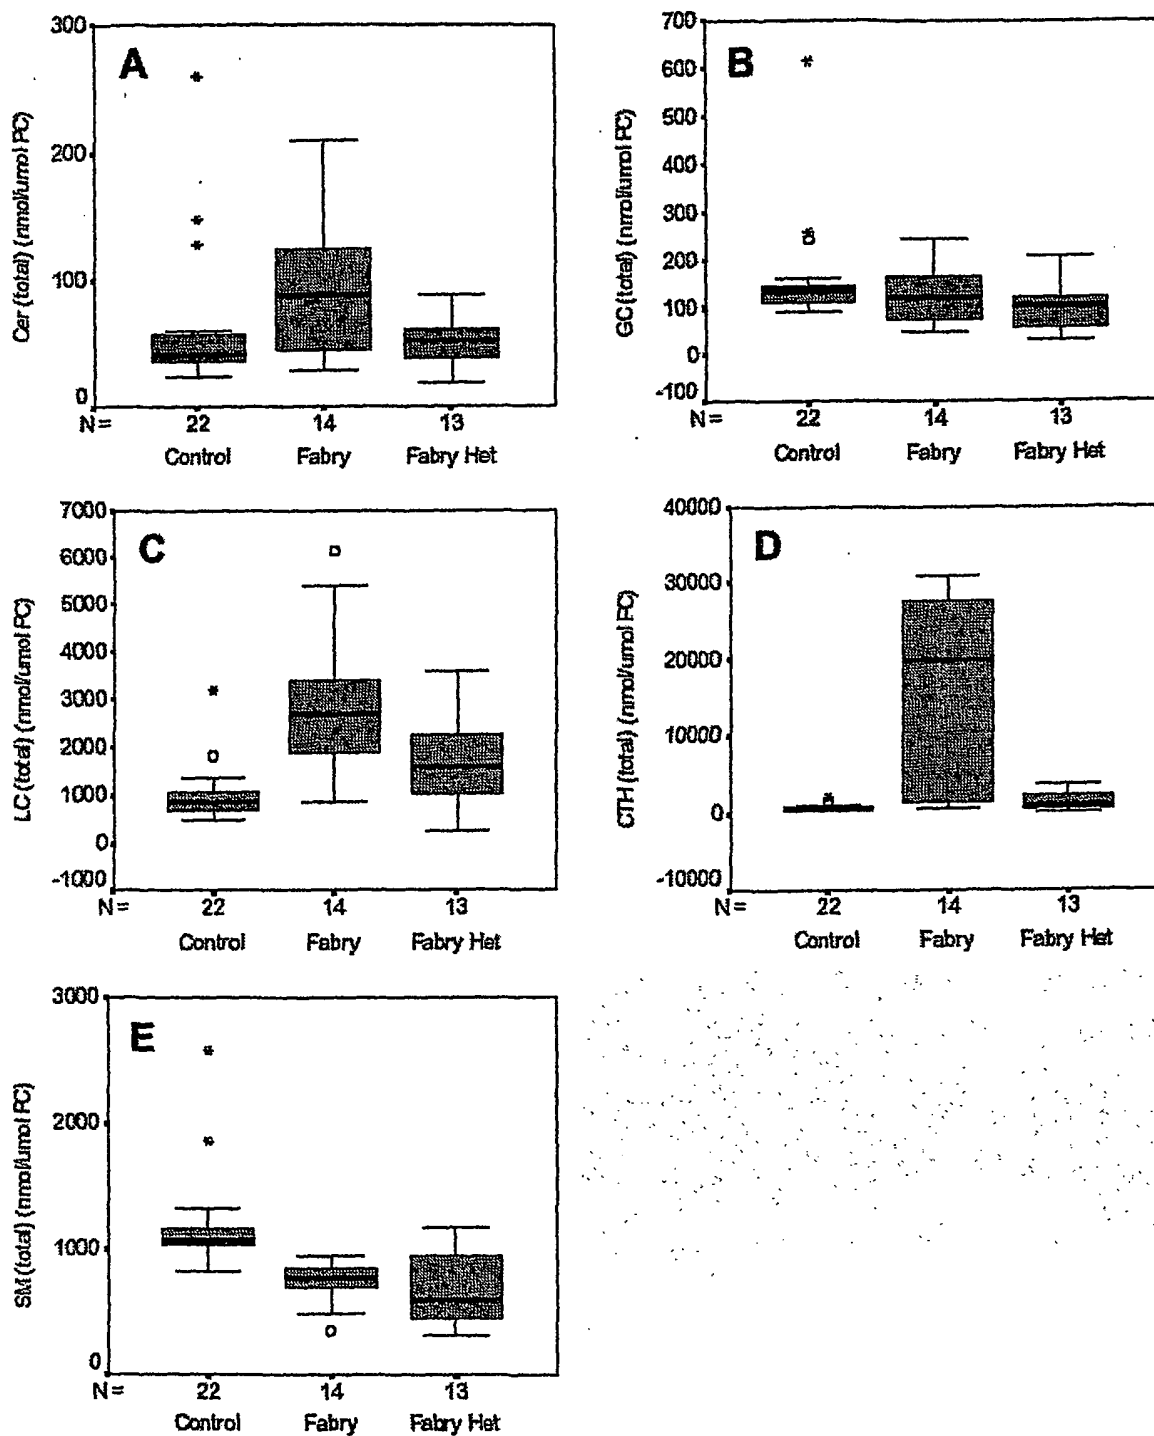 A
Cer (total) (nmol/umol PC)
300
200
100
0
N =
22
14
13
Control
Fabry
Fabry Het
B
GC (total) (nmol/umol PC)
700
600
500
400
300
200
100
0
-100
N =
22
14
13
Control
Fabry
Fabry Het
C
LC (total) (nmol/umol PC)
7000
6000
5000
4000
3000
2000
1000
0
-1000
N =
22
14
13
Control
Fabry
Fabry Het
D
CTH (total) (nmol/umol PC)
40000
30000
20000
10000
0
-10000
N =
22
14
13
Control
Fabry
Fabry Het
E
SM (total) (nmol/umol PC)
3000
2000
1000
0
N =
22
14
13
Control
Fabry
Fabry Het